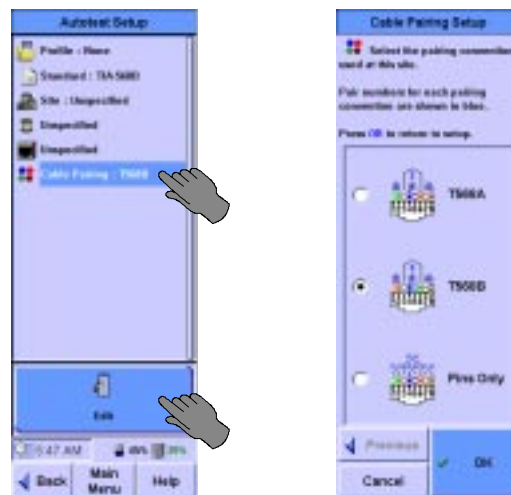 Autotest Setup
Profile : None
Standard : TIA 568B
Site : Unspecified
Unspecified
Unspecified
Cable Pairing : T568B
Edit
5:47 AM
Back
Main
Menu
Help
Cable Pairing Setup
Select the pairing connection
used at this site.
Pair numbers for each pairing
connection are shown in blue.
Press OK to return to setup.
T568A
T568B
Pins Only
Previous
OK
Cancel